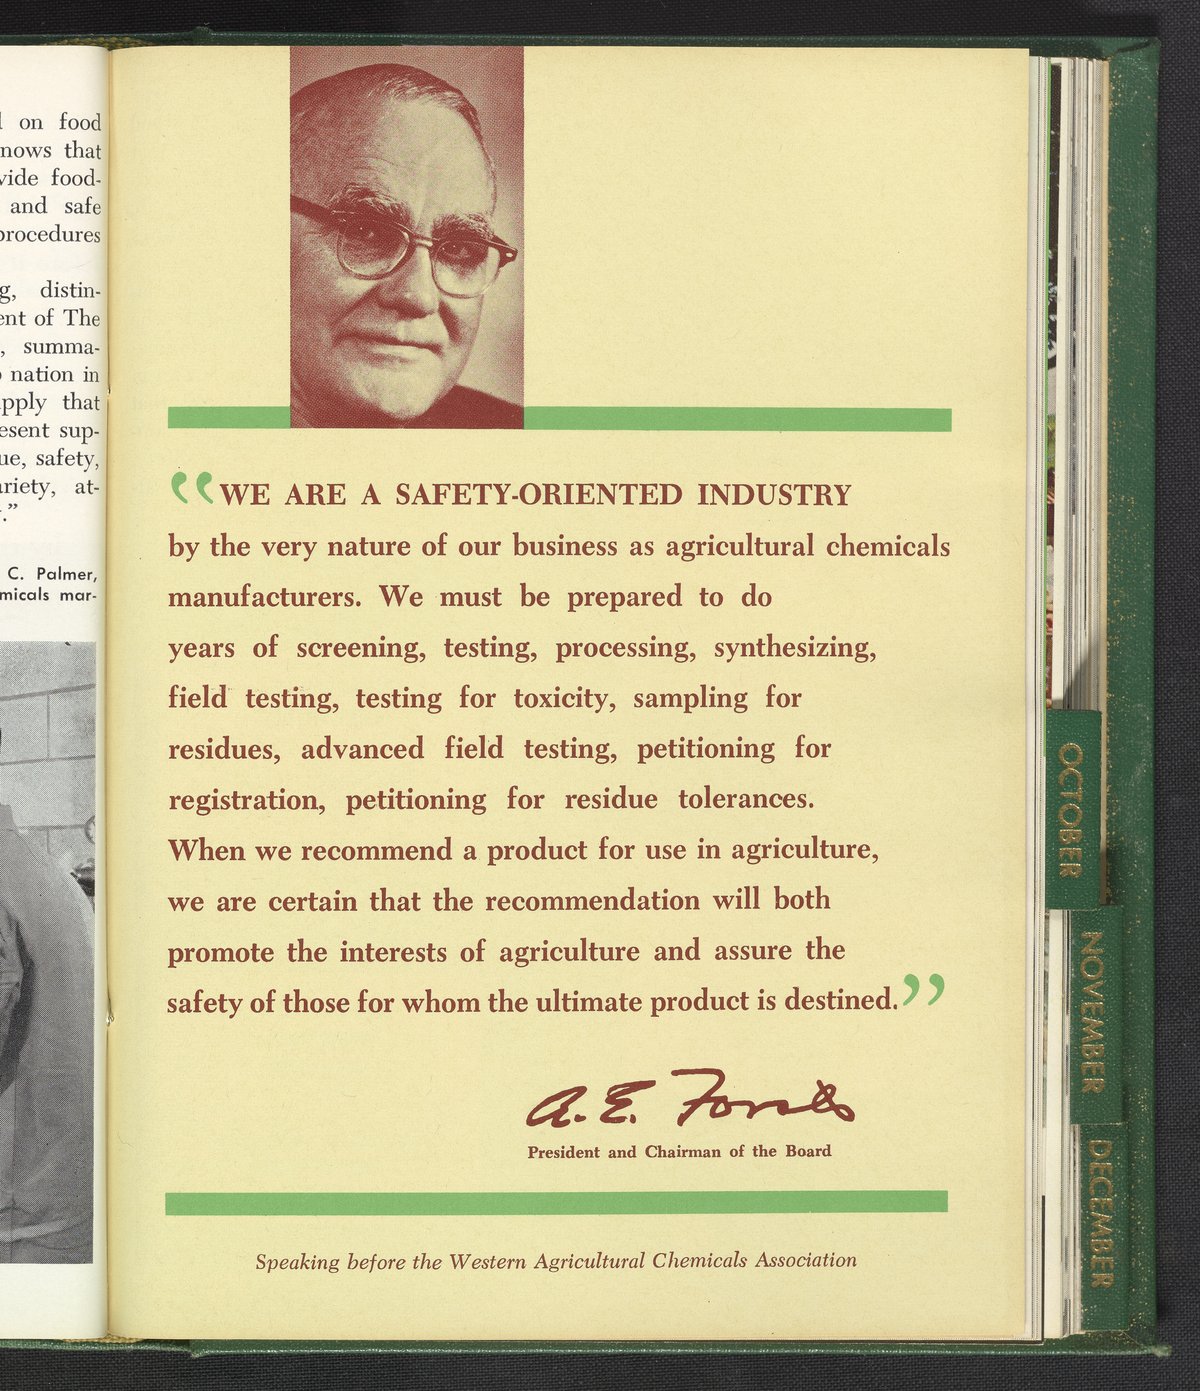 on food
nows that
vide food-
and safe
procedures
g, distin-
ent of The
, summa-
nation in
pply that
esent sup-
ue, safety,
ariety, at-
.”
C. Palmer,
micals mar-
“WE ARE A SAFETY-ORIENTED INDUSTRY
by the very nature of our business as agricultural chemicals
manufacturers. We must be prepared to do
years of screening, testing, processing, synthesizing,
field testing, testing for toxicity, sampling for
residues, advanced field testing, petitioning for
registration, petitioning for residue tolerances.
When we recommend a product for use in agriculture,
we are certain that the recommendation will both
promote the interests of agriculture and assure the
safety of those for whom the ultimate product is destined.”
A. E. Forsts
President and Chairman of the Board
Speaking before the Western Agricultural Chemicals Association
OCTOBER
NOVEMBER
DECEMBER